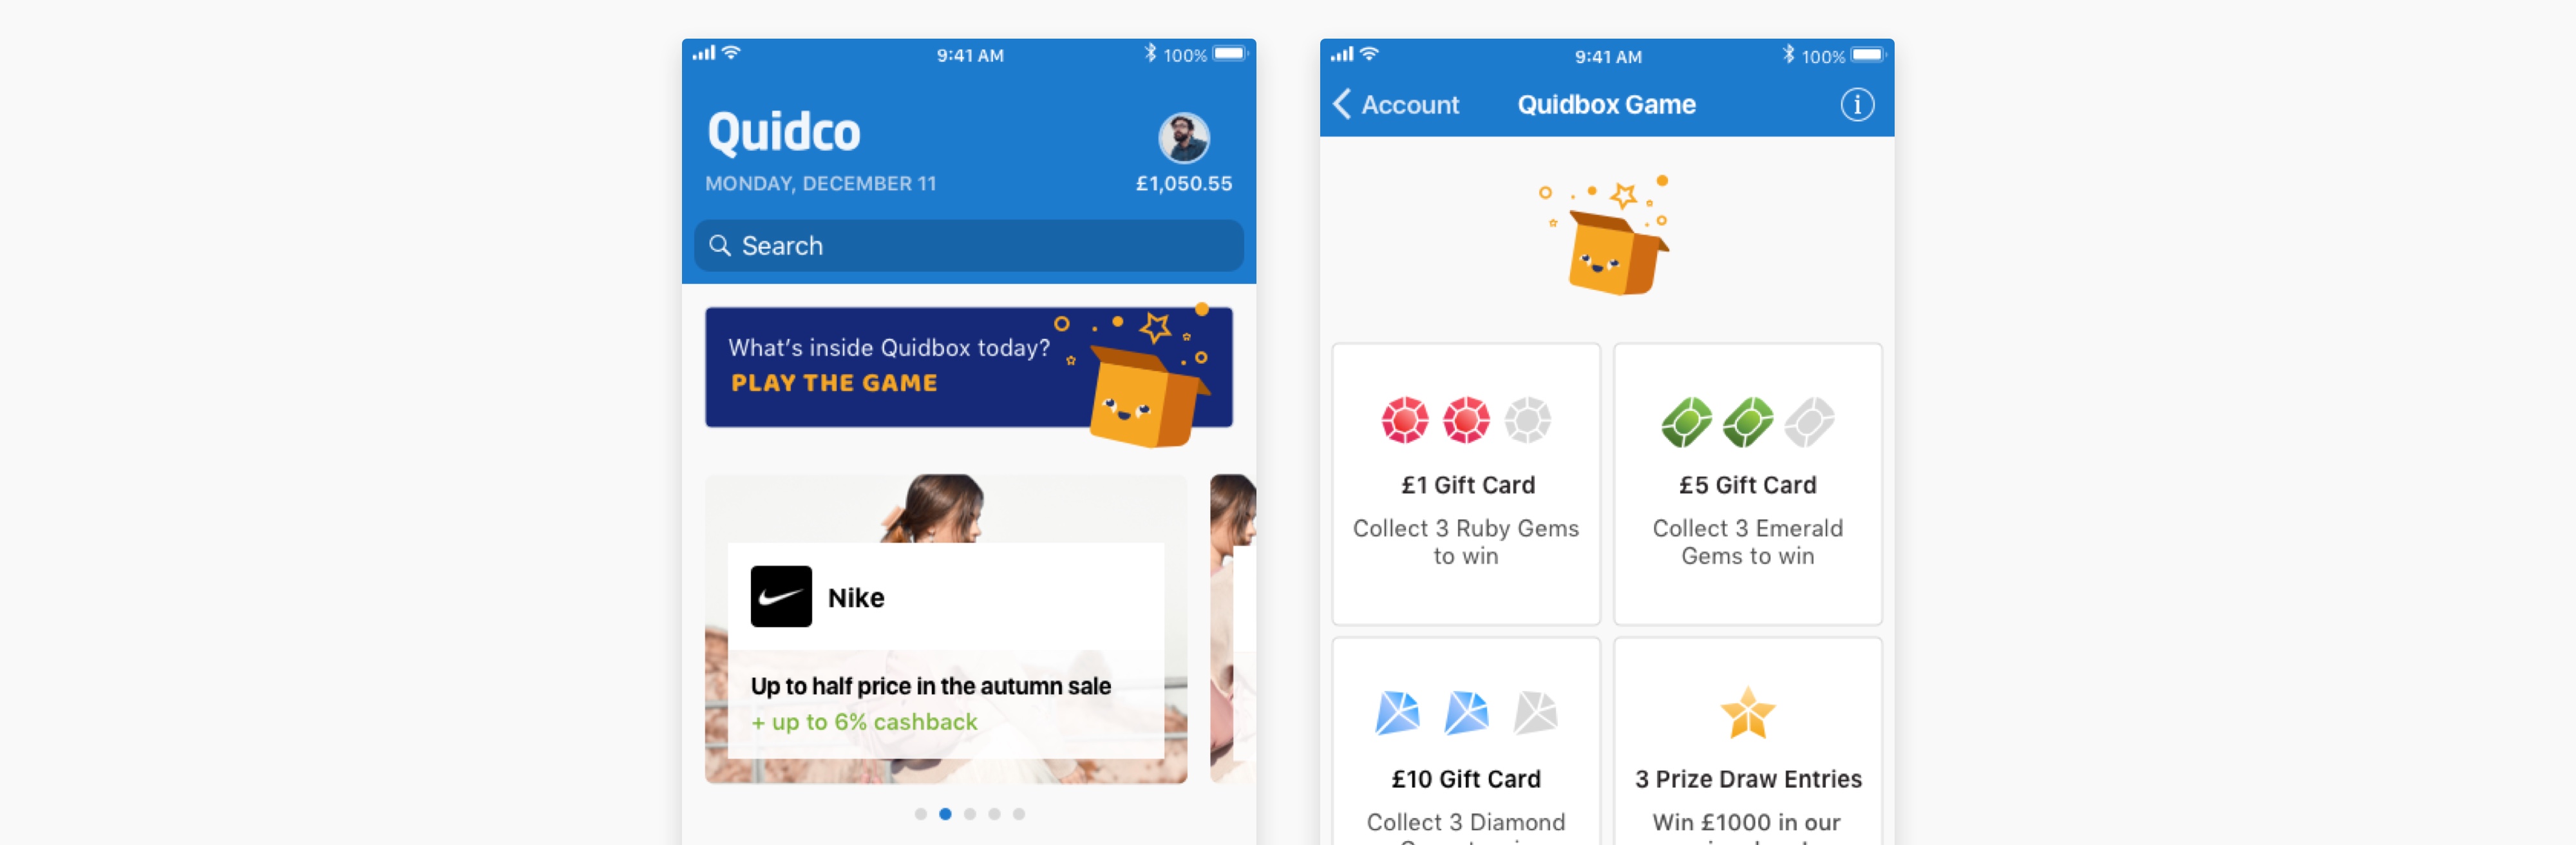 9:41 AM
100%
Quidco
MONDAY, DECEMBER 11
£1,050.55
Search
What's inside Quidbox today?
PLAY THE GAME
Nike
Up to half price in the autumn sale
+ up to 6% cashback
9:41 AM
100%
Account
Quidbox Game
£1 Gift Card
Collect 3 Ruby Gems
to win
£5 Gift Card
Collect 3 Emerald
Gems to win
£10 Gift Card
Collect 3 Diamond
3 Prize Draw Entries
Win £1000 in our